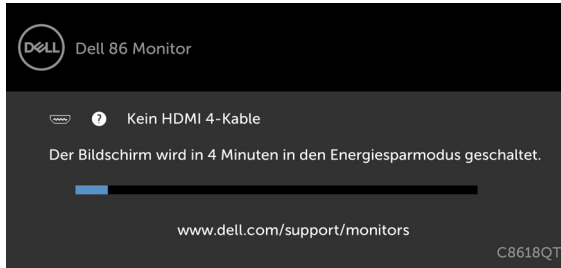 DELL
Dell 86 Monitor
? Kein HDMI 4-Kable
Der Bildschirm wird in 4 Minuten in den Energiesparmodus geschaltet.
www.dell.com/support/monitors
C8618QT